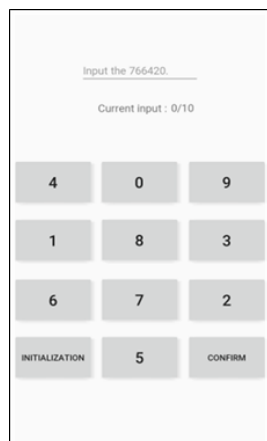 Input the 766420.
Current input : 0/10
4 0 9
1 8 3
6 7 2
INITIALIZATION 5 CONFIRM